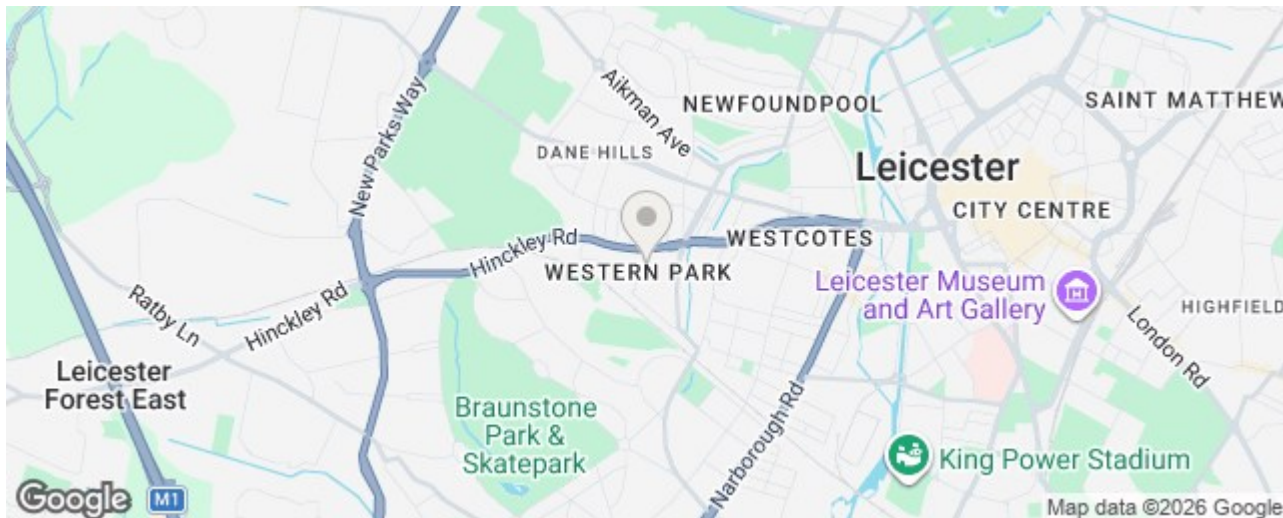 Aikman Ave
NEWFOUNDPOOL
SAINT MATTHEW
New Parks Way
DANE HILLS
Leicester
CITY CENTRE
Hinckley Rd
WESTCOTES
WESTERN PARK
Leicester Museum
and Art Gallery
HIGHFIELD
Ratby Ln
Hinckley Rd
London Rd
Leicester
Forest East
Braunstone
Park &
Skatepark
Narborough Rd
King Power Stadium
Google
M1
Map data ©2026 Google